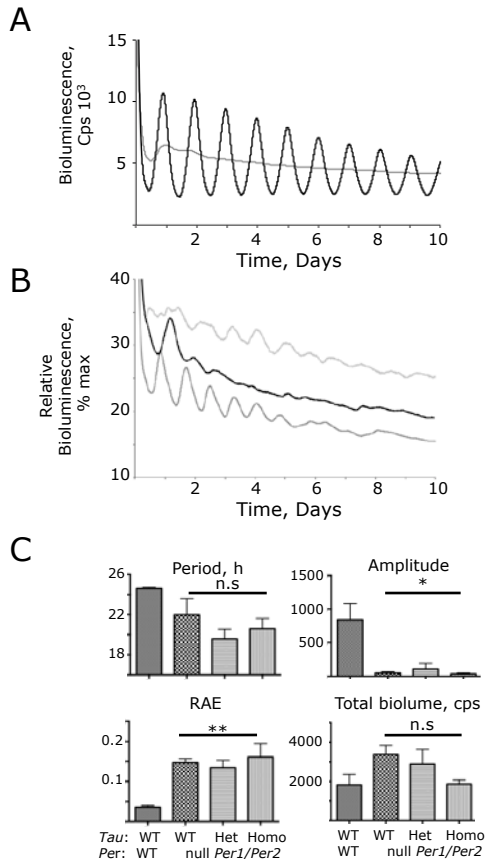 A
Bioluminescence,
Cps 10³
15
10
5
2 4 6 8 10
Time, Days
B
Relative
Bioluminescence,
% max
40
30
20
10
2 4 6 8 10
Time, Days
C
Period, h
n.s
26
22
22
18
Amplitude
*
1500
1000
500
RAE
**
0.2
0.1
Total biolume, cps
n.s
4000
2000
0
Tau: WT WT Het Homo
Per: WT null Per1/Per2
WT WT Het Homo
WT null Per1/Per2